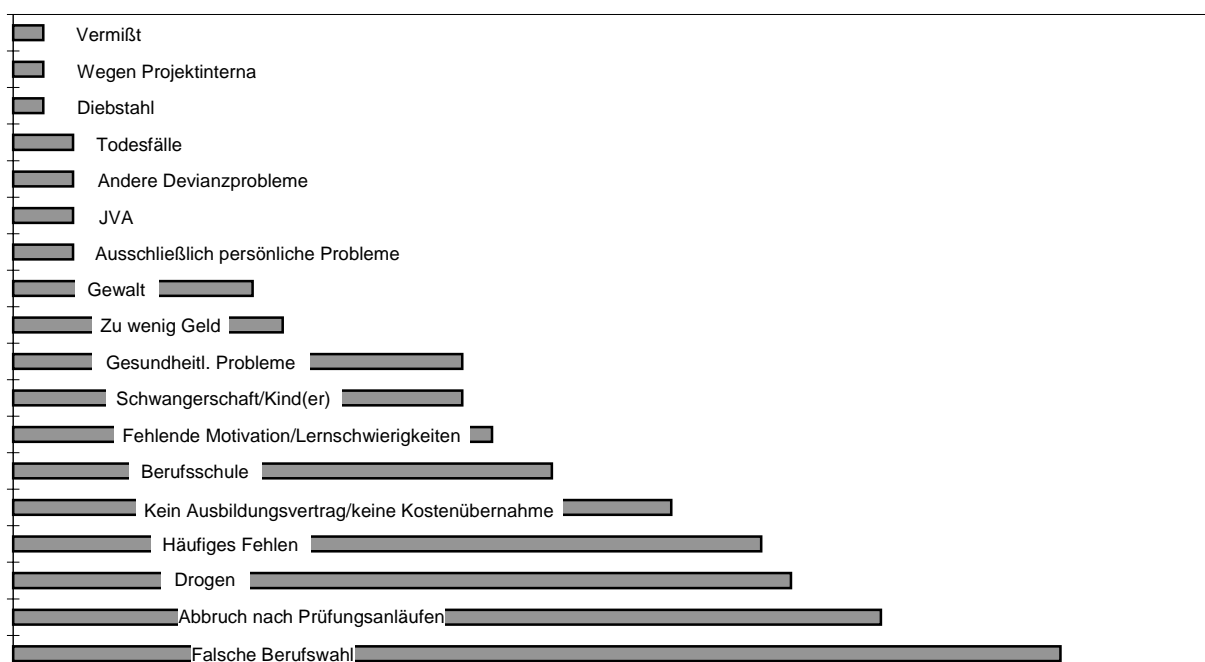 Vermißt
Wegen Projektinterna
Diebstahl
Todesfälle
Andere Devianzprobleme
JVA
Ausschließlich persönliche Probleme
Gewalt
Zu wenig Geld
Gesundheitl. Probleme
Schwangerschaft/Kind(er)
Fehlende Motivation/Lernschwierigkeiten
Berufsschule
Kein Ausbildungsvertrag/keine Kostenübernahme
Häufiges Fehlen
Drogen
Abbruch nach Prüfungsanläufen
Falsche Berufswahl